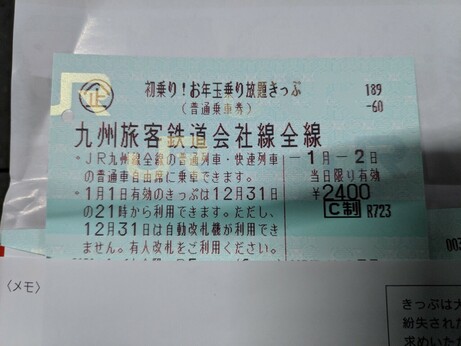 企
初乗り!お年玉乗り放題きっぷ
189
(普通乗車券)
-60
九州旅客鉄道会社線全線
*JR九州線全線の普通列車・快速列車
の普通車自由席に乗車できます。
-1月-2日
当日限り有効
*1月1日有効のきっぷは12月31日
¥2400
の21時から利用できます。ただし、
C制 R723
12月31日は自動改札機が利用でき
ません。有人改札をご利用ください。
003
〈メモ〉
きっぷは大
紛失された
求めいた